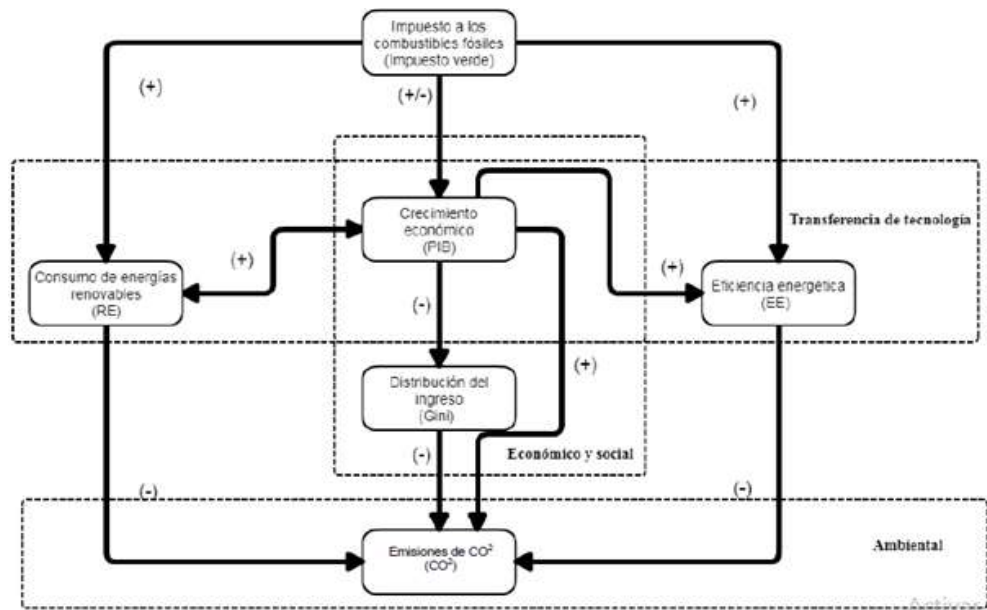 Impuesto a los
combustibles fósiles
(Impuesto verde)
(+)
(+/-)
(+)
Crecimiento
económico
(PIB)
Transferencia de tecnología
(+)
(+)
Consumo de energías
renovables
(RE)
Eficiencia energética
(EE)
(-)
(+)
Distribución del
ingreso
(Gini)
Económico y social
(-)
(-)
(-)
Emisiones de CO²
(CO²)
Ambiental